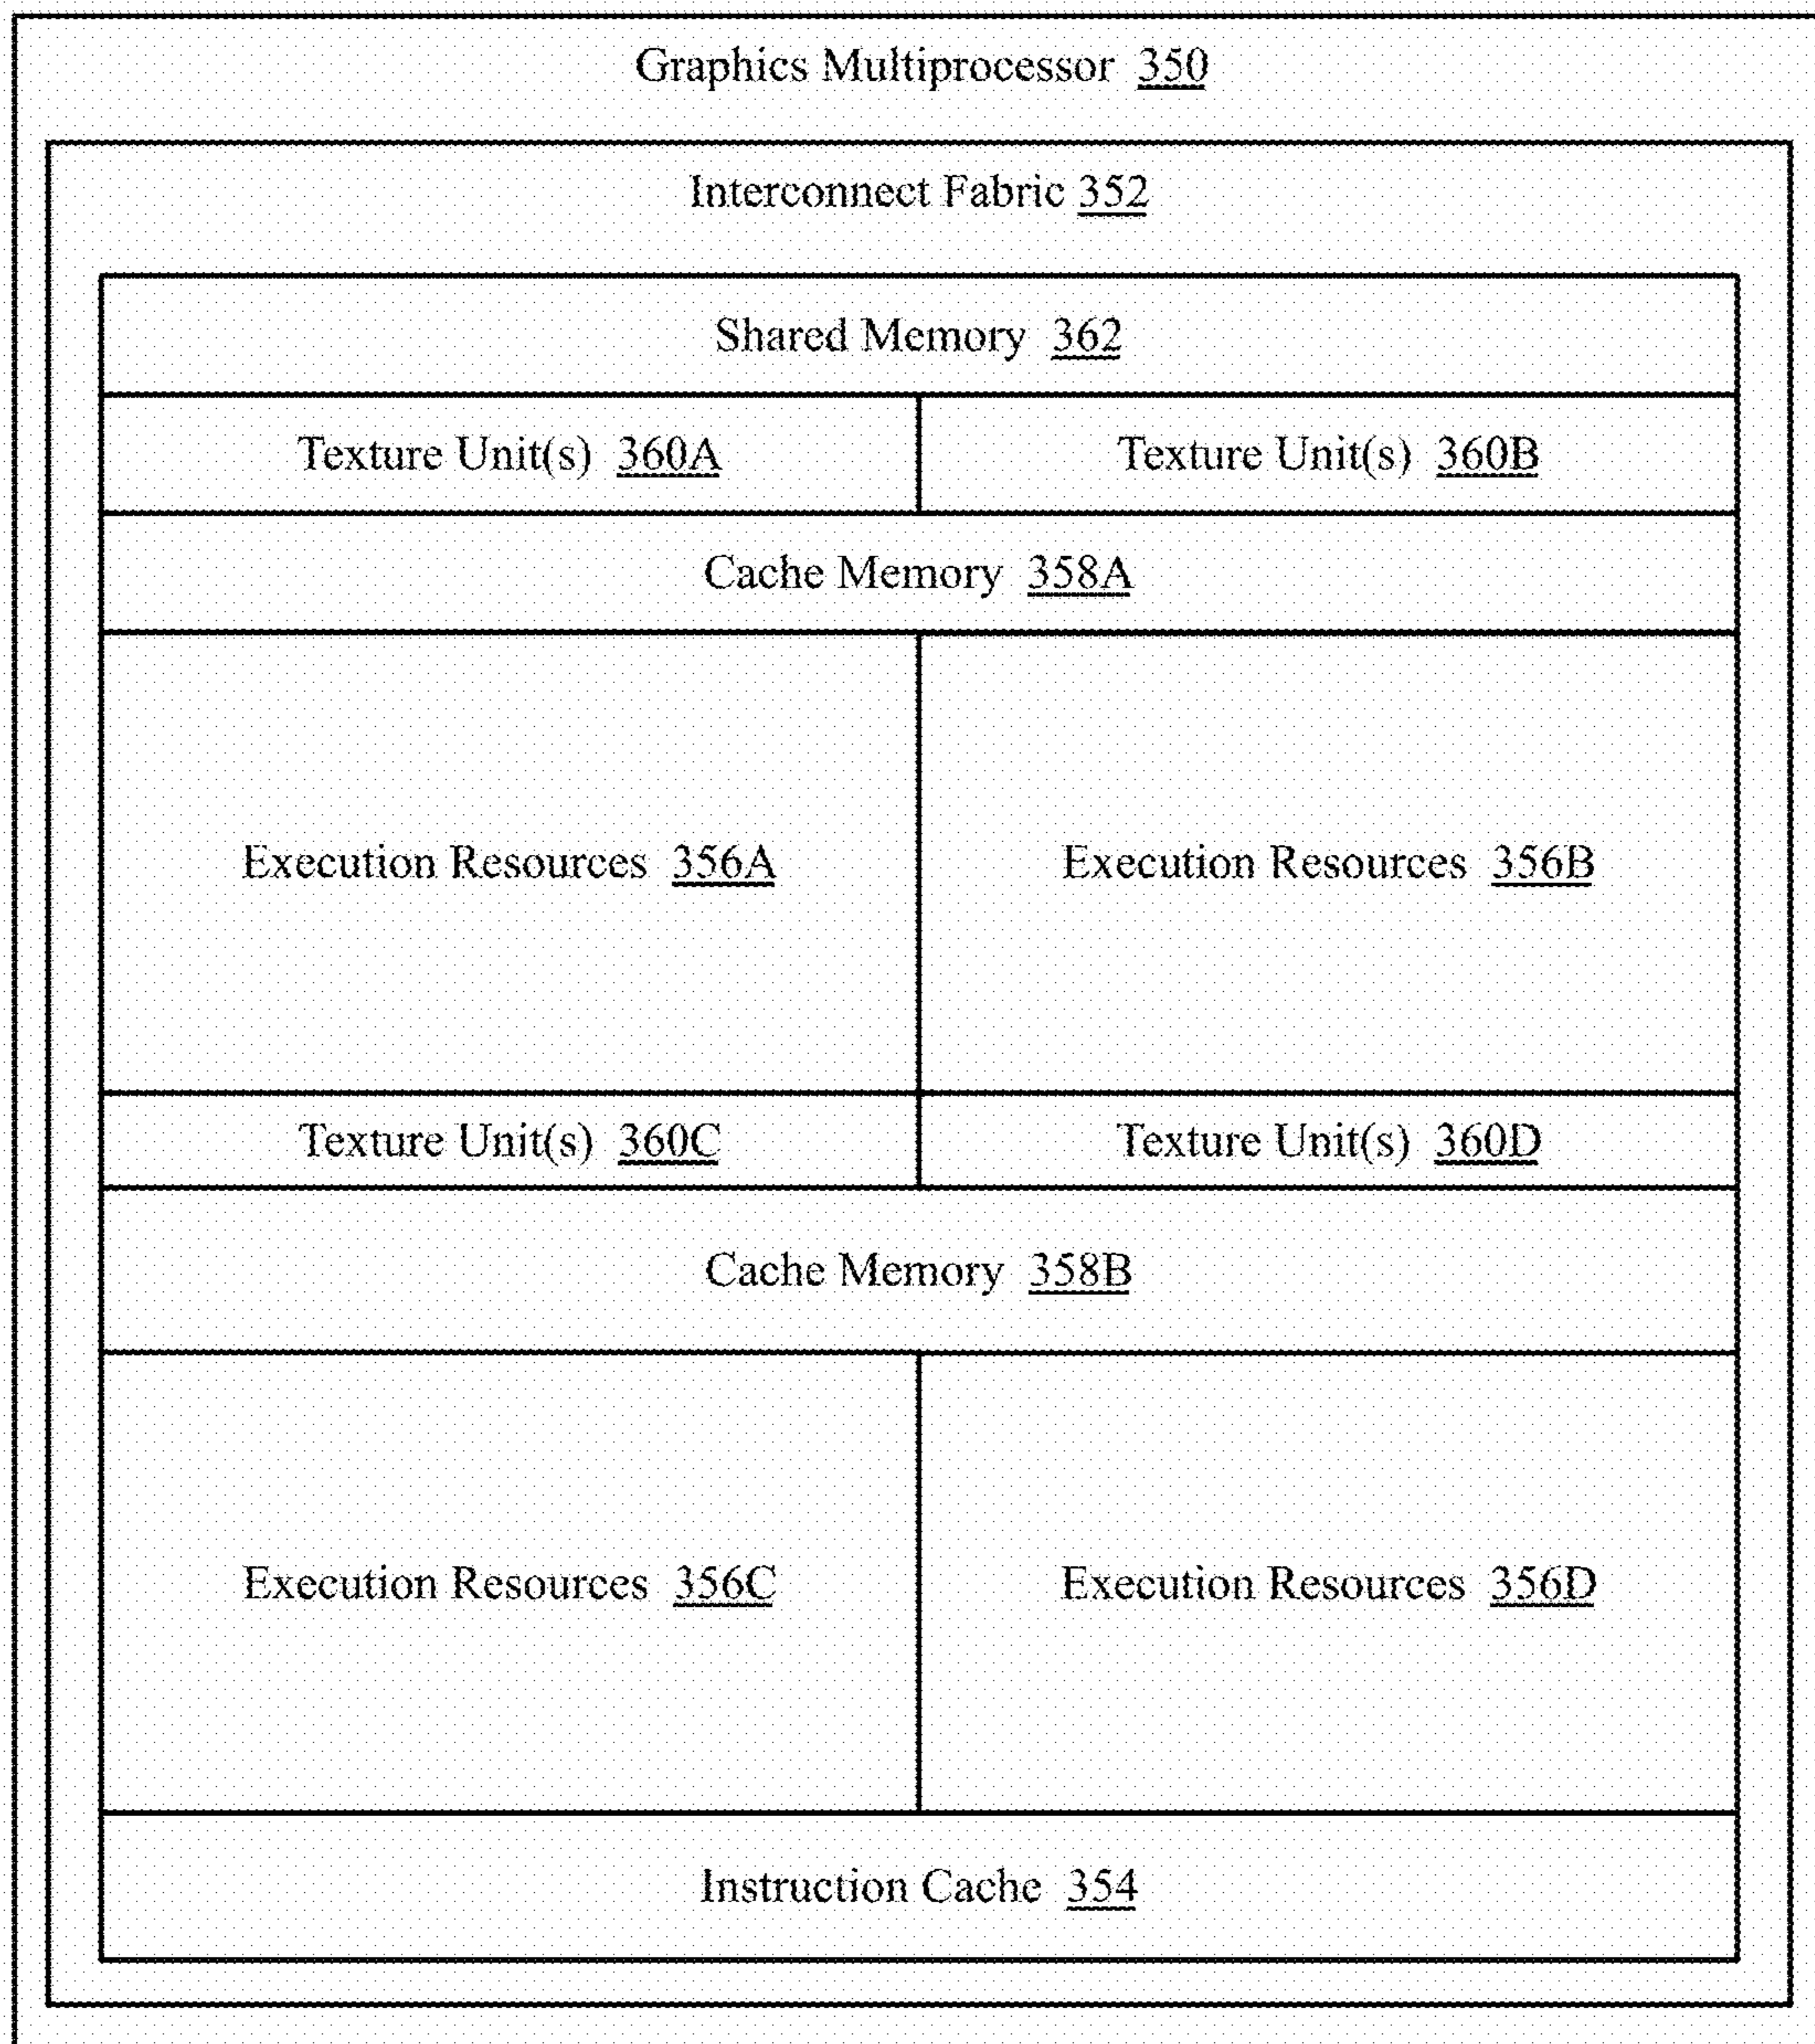 Graphics Multiprocessor 350
Interconnect Fabric 352
Shared Memory 362
Texture Unit(s) 360A
Texture Unit(s) 360B
Cache Memory 358A
Execution Resources 356A
Execution Resources 356B
Texture Unit(s) 360C
Texture Unit(s) 360D
Cache Memory 358B
Execution Resources 356C
Execution Resources 356D
Instruction Cache 354